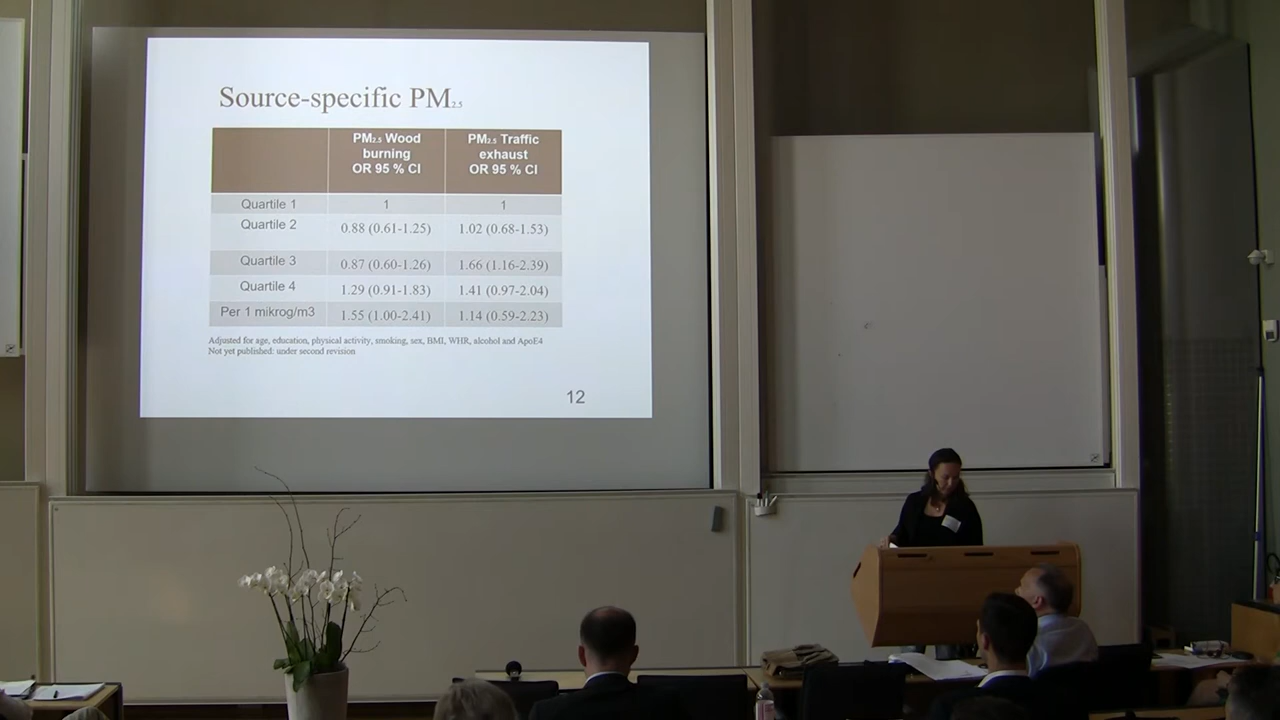 Source-specific PM2.5
PM2.5 Wood burning OR 95 % CI
PM2.5 Traffic exhaust OR 95 % CI
Quartile 1 1 1
Quartile 2 0.88 (0.61-1.25) 1.02 (0.68-1.53)
Quartile 3 0.87 (0.60-1.26) 1.66 (1.16-2.39)
Quartile 4 1.29 (0.91-1.83) 1.41 (0.97-2.04)
Per 1 mikrog/m3 1.55 (1.00-2.41) 1.14 (0.59-2.23)
Adjusted for age, education, physical activity, smoking, sex, BMI, WHR, alcohol and ApoE4
Not yet published: under second revision
12